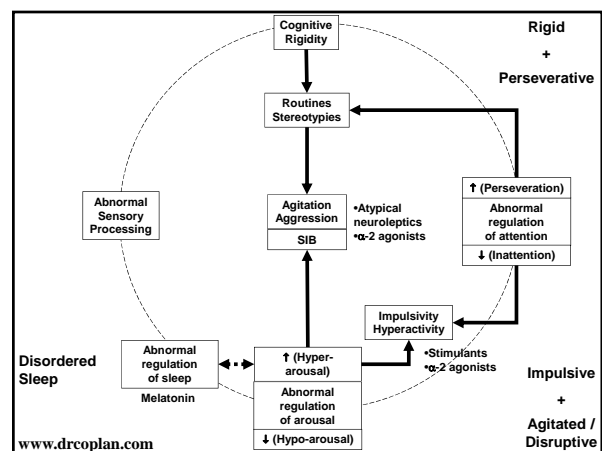 Cognitive
Rigidity
Rigid
+
Perseverative
Routines
Stereotypies
↑ (Perseveration)
Abnormal
regulation
of attention
↓ (Inattention)
Abnormal
Sensory
Processing
Agitation
Aggression
SIB
•Atypical
neuroleptics
•α-2 agonists
Impulsivity
Hyperactivity
•Stimulants
•α-2 agonists
Disordered
Sleep
Abnormal
regulation
of sleep
Melatonin
↑ (Hyper-
arousal)
Abnormal
regulation
of arousal
↓ (Hypo-arousal)
Impulsive
+
Agitated /
Disruptive
www.drcoplan.com